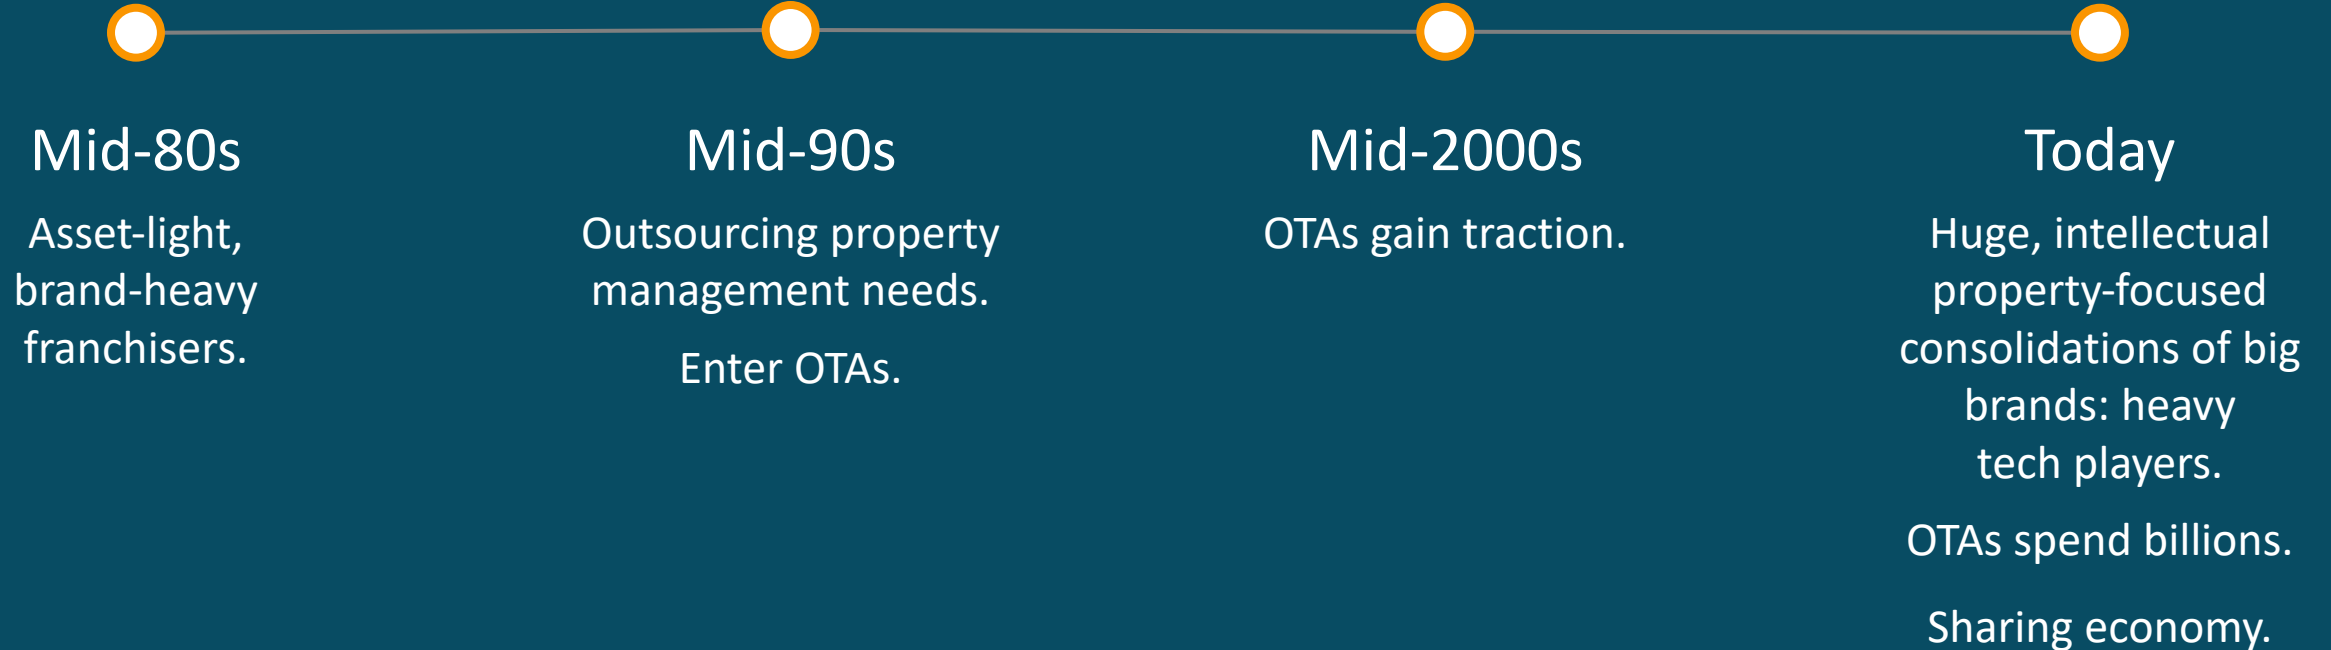 Mid-80s
Asset-light,
brand-heavy
franchisers.
Mid-90s
Outsourcing property
management needs.
Enter OTAs.
Mid-2000s
OTAs gain traction.
Today
Huge, intellectual
property-focused
consolidations of big
brands: heavy
tech players.
OTAs spend billions.
Sharing economy.